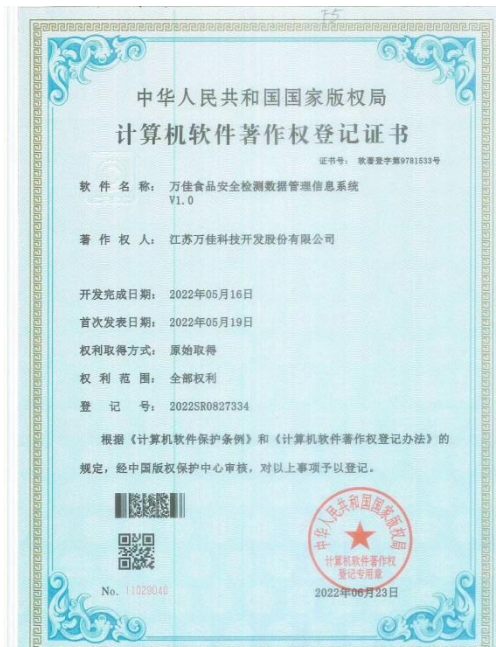 F5
中华人民共和国国家版权局
计算机软件著作权登记证书
证书号： 软著登字第9781533号
软件名称： 万佳食品安全检测数据管理信息系统
V1.0
著作权人： 江苏万佳科技开发股份有限公司
开发完成日期： 2022年05月16日
首次发表日期： 2022年05月19日
权利取得方式： 原始取得
权利范围： 全部权利
登记号： 2022SR0827334
根据《计算机软件保护条例》和《计算机软件著作权登记办法》的
规定，经中国版权保护中心审核，对以上事项予以登记。
中华人民共和国国家版权局
计算机软件著作权
登记专用章
No. 11029040
2022年06月23日